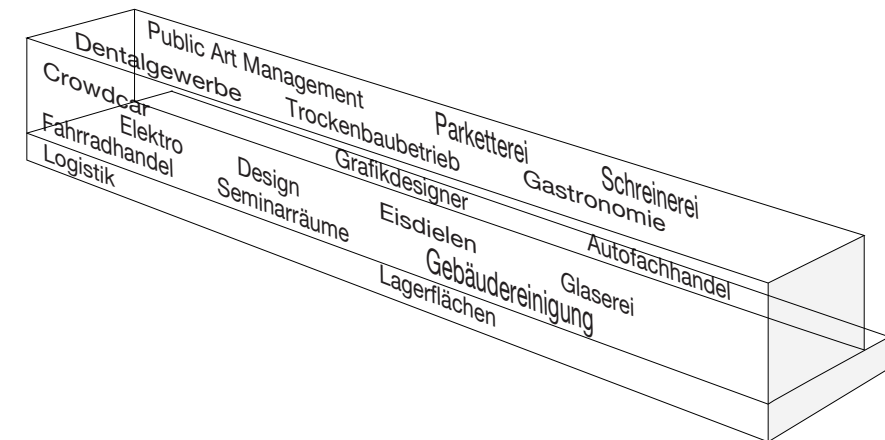 Public Art Management
Dentalgewerbe
Crowdcar
Trockenbaubetrieb
Parketterei
Schreinerei
Elektro
Fahrradhandel
Grafikdesigner
Gastronomie
Logistik
Design
Seminarräume
Eisdielen
Autofachhandel
Gebäudereinigung
Glaserei
Lagerflächen